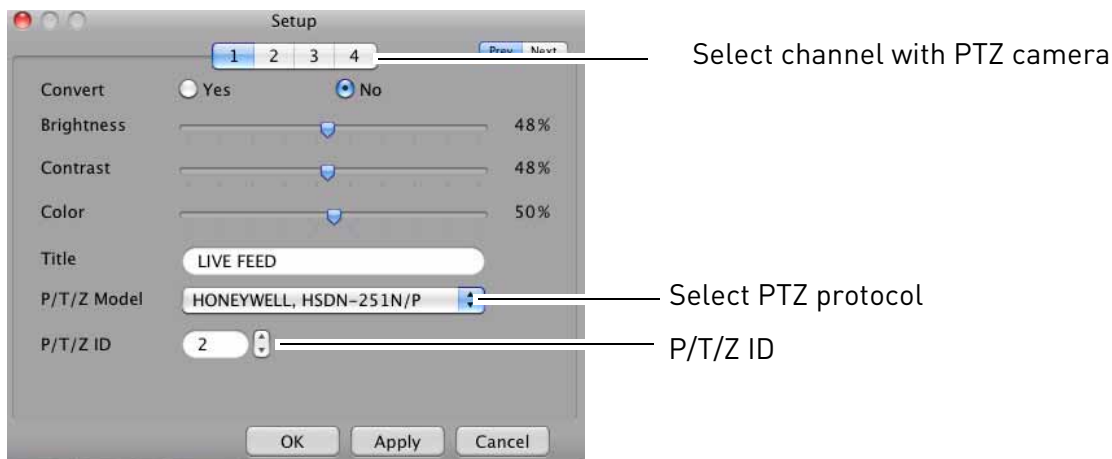 Setup
1 2 3 4
Prev Next
Select channel with PTZ camera
Convert Yes No
Brightness 48%
Contrast 48%
Color 50%
Title LIVE FEED
P/T/Z Model HONEYWELL, HSDN-251N/P
Select PTZ protocol
P/T/Z ID 2
P/T/Z ID
OK Apply Cancel